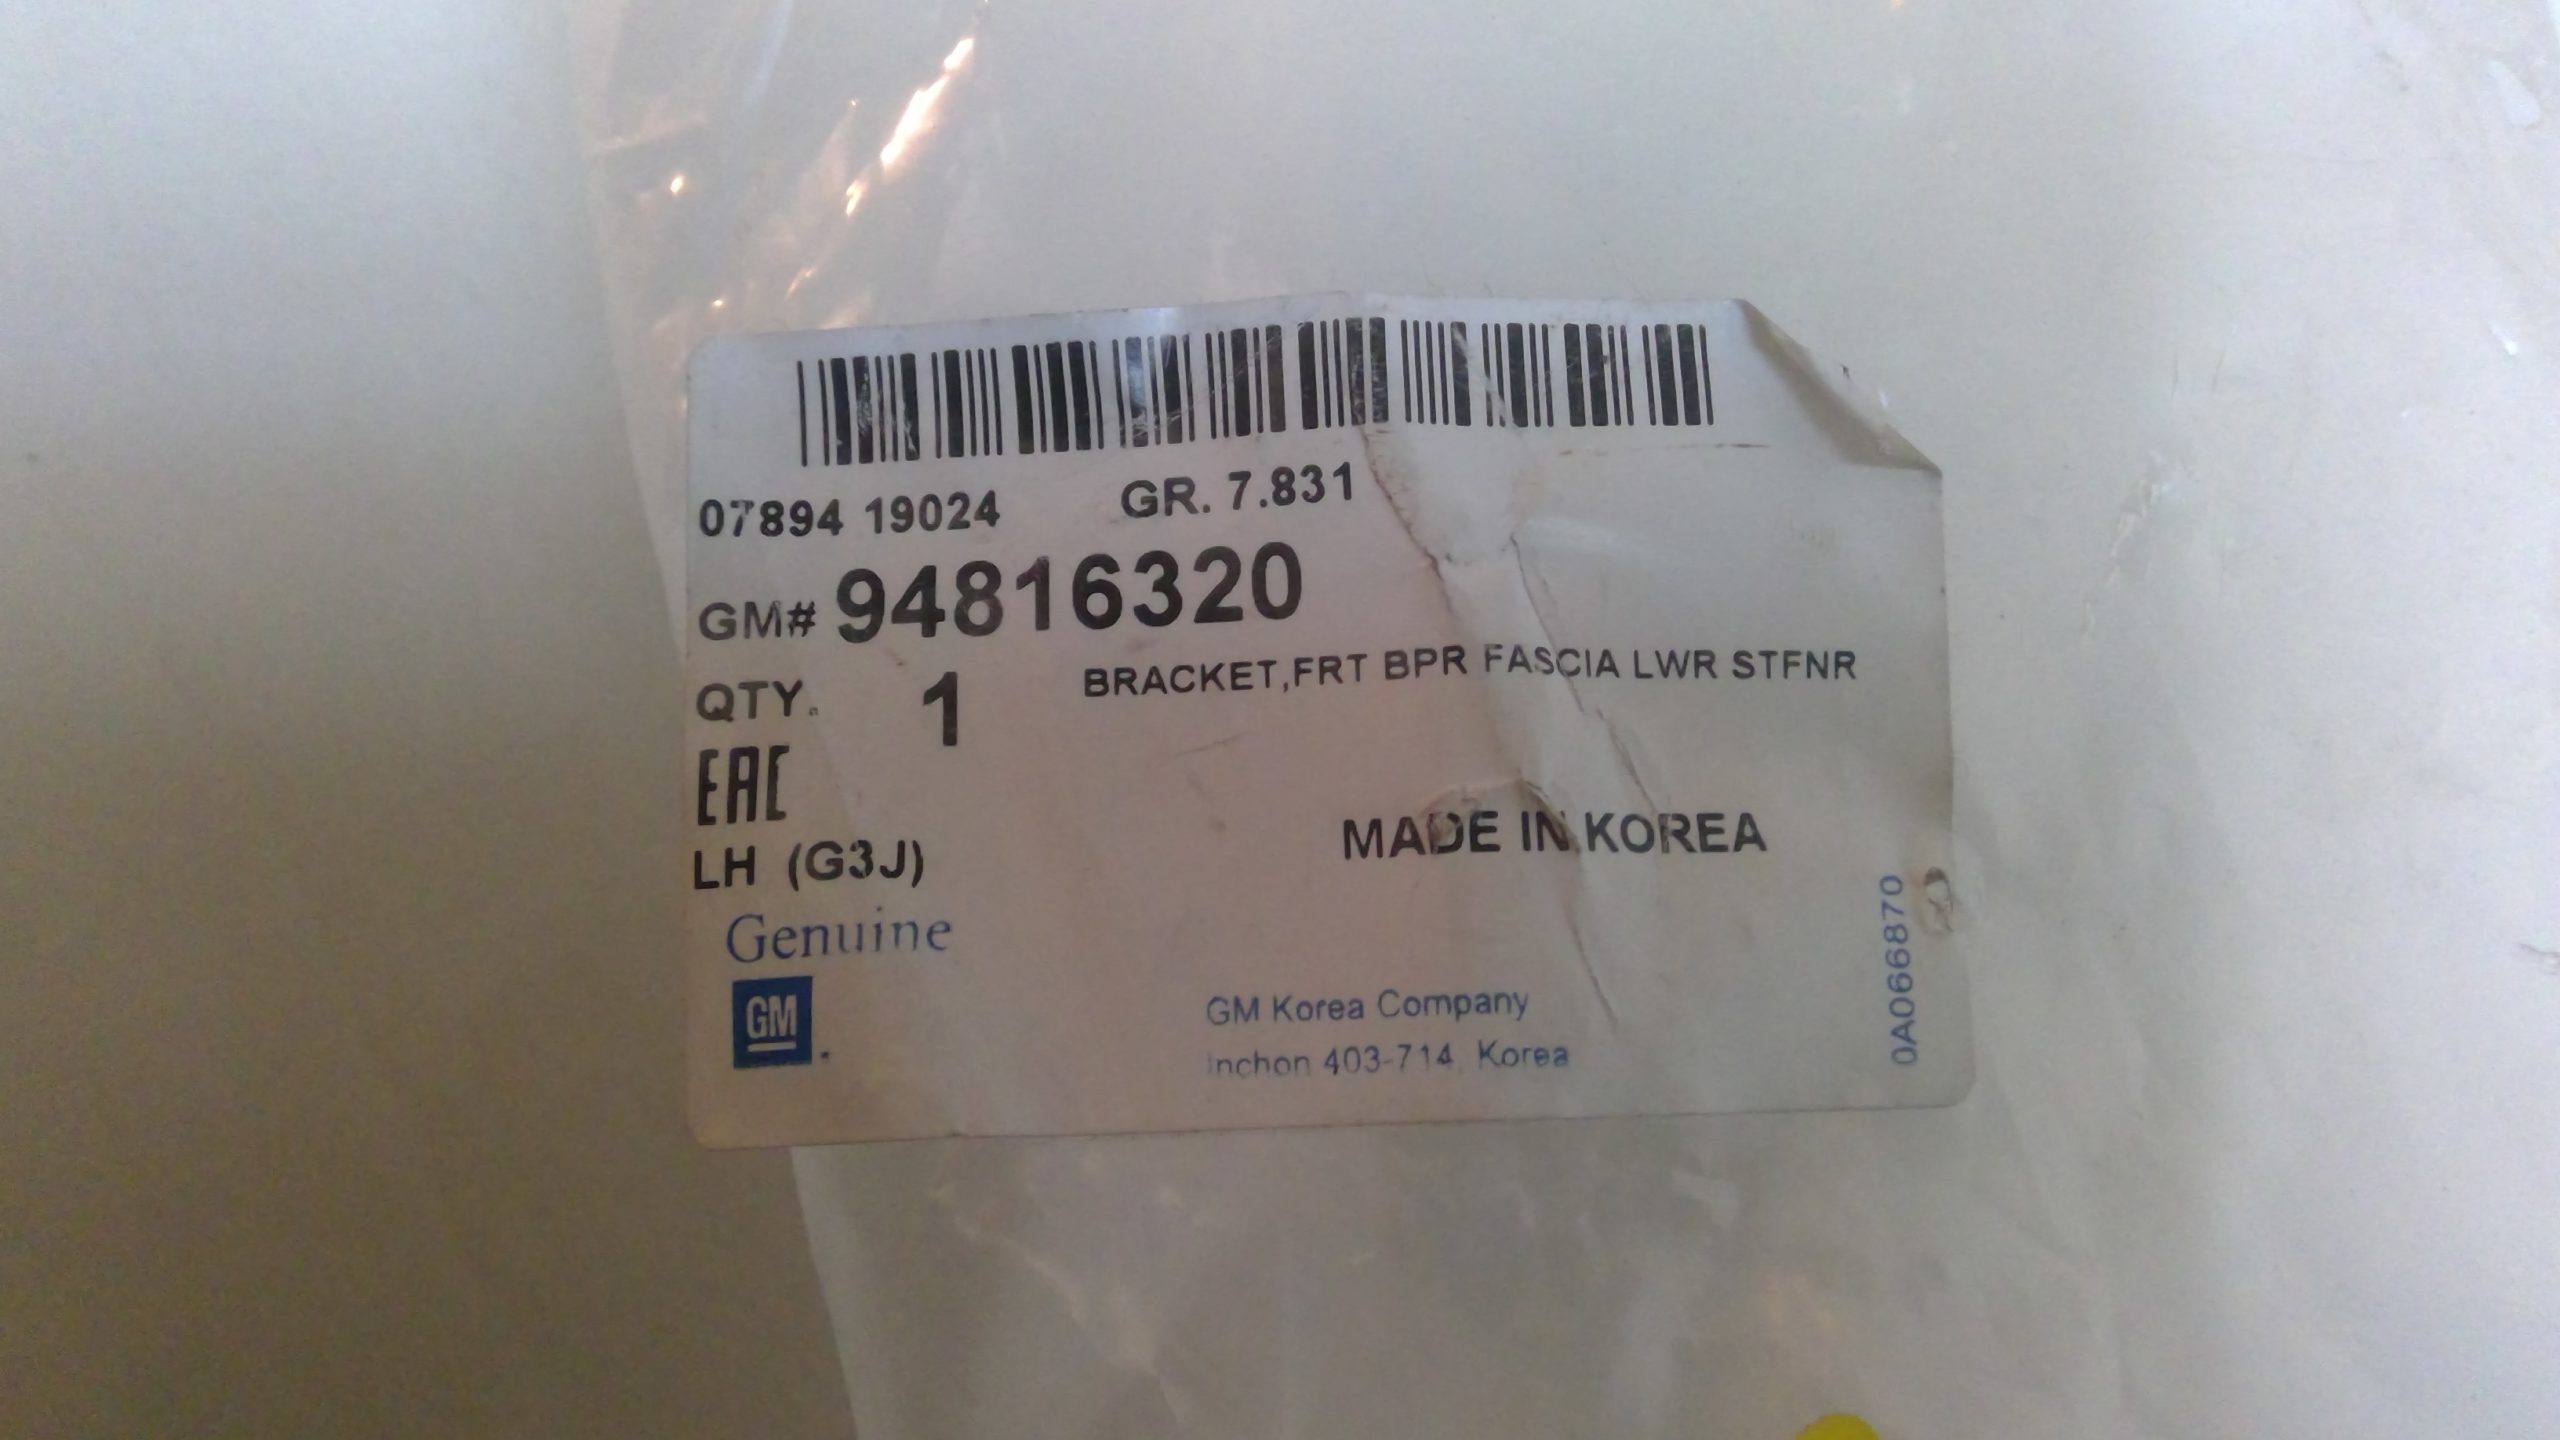 07894 19024 GR. 7.831
GM# 94816320
QTY. 1 BRACKET,FRT BPR FASCIA LWR STFNR
EAC
LH (G3J) MADE IN KOREA
Genuine
GM
GM Korea Company
Inchon 403-714, Korea
0A066870